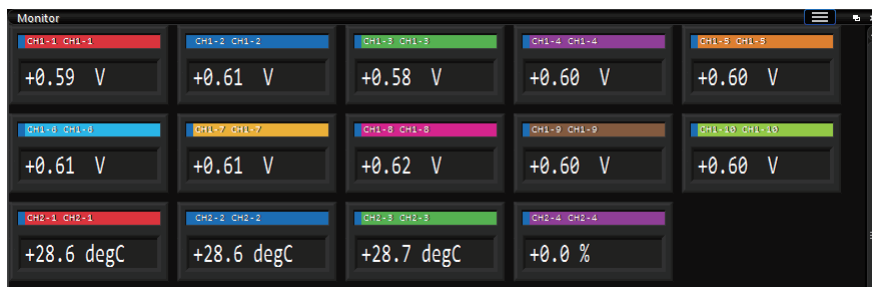 Monitor
CH1-1 CH1-1
+0.59 V
CH1-2 CH1-2
+0.61 V
CH1-3 CH1-3
+0.58 V
CH1-4 CH1-4
+0.60 V
CH1-5 CH1-5
+0.60 V
CH1-6 CH1-6
+0.61 V
CH1-7 CH1-7
+0.61 V
CH1-8 CH1-8
+0.62 V
CH1-9 CH1-9
+0.60 V
CH1-10 CH1-10
+0.60 V
CH2-1 CH2-1
+28.6 degC
CH2-2 CH2-2
+28.6 degC
CH2-3 CH2-3
+28.7 degC
CH2-4 CH2-4
+0.0 %